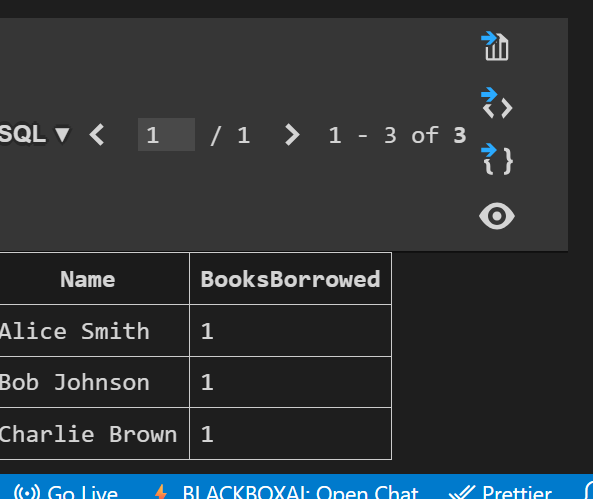 SQL ▼ < 1 / 1 > 1 - 3 of 3
Name BooksBorrowed
Alice Smith 1
Bob Johnson 1
Charlie Brown 1
Go Live BLACKBOXAI: Open Chat Prettier